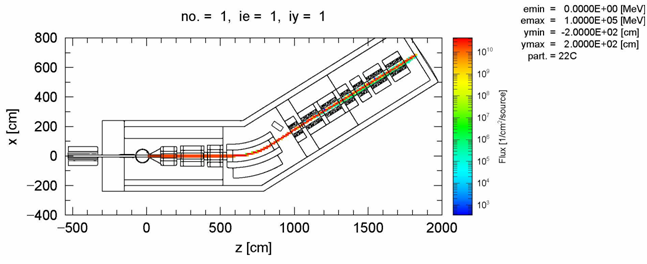 no. = 1, ie = 1, iy = 1
emin = 0.0000E+00 [MeV]
emax = 1.0000E+05 [MeV]
ymin = -2.0000E+02 [cm]
ymax = 2.0000E+02 [cm]
part. = 22C
800
600
400
200
0
−200
−400
x [cm]
−500 0 500 1000 1500 2000
z [cm]
10^10
10^9
10^8
10^7
10^6
10^5
10^4
10^3
Flux [1/cm²/source]